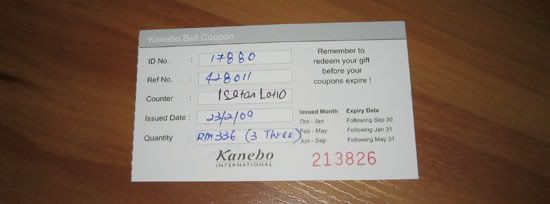 Kanebo Bell Coupon
ID No. : 17880
Ref No. : 428011
Counter : Isetan Lot10
Issued Date : 23/2/09
Quantity : RM336 (3 Three)
Remember to
redeem your gift
before your
coupons expire !
Issued Month Expiry Date
Oct - Jan Following Sep 30
Feb - May Following Jan 31
Jun - Sep Following May 31
Kanebo
INTERNATIONAL
213826